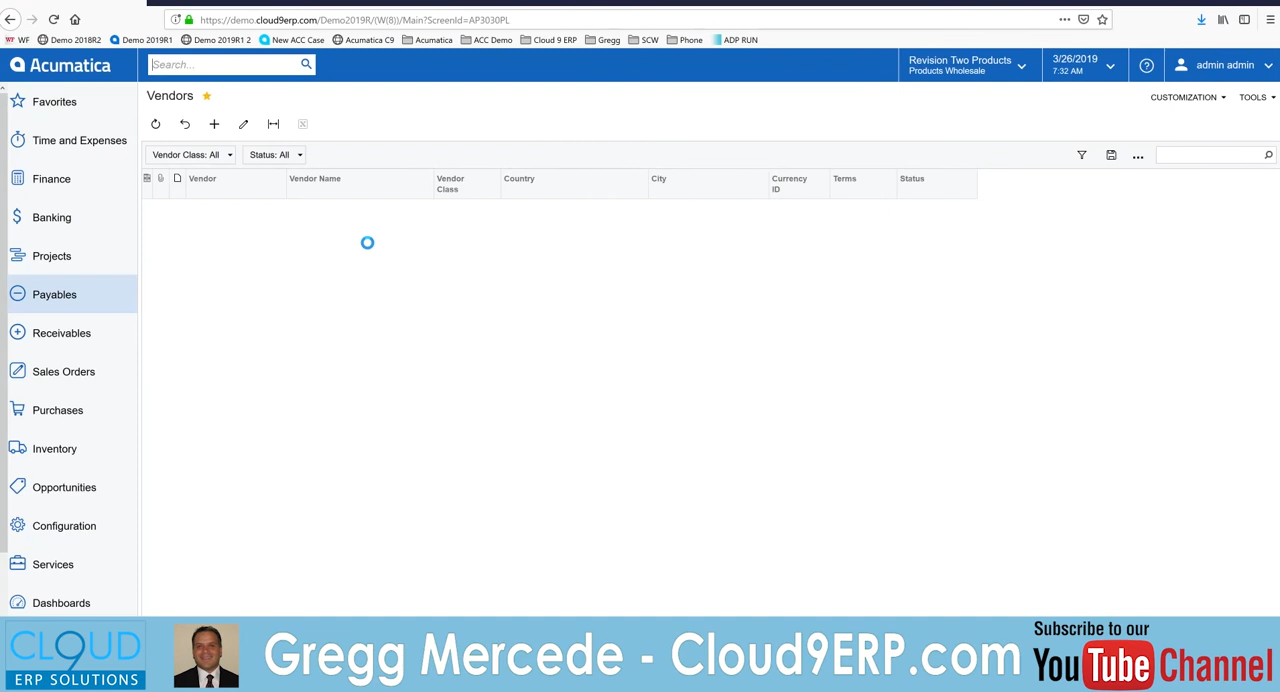 https://demo.cloud9erp.com/Demo2019R/(W(8))/Main?ScreenId=AP3030PL
WF WF Demo 2018R2 Demo 2019R1 Demo 2019R1 2 New ACC Case Acumatica C9 Acumatica ACC Demo Cloud 9 ERP Gregg SCW Phone ADP RUN
Acumatica
Search...
Revision Two Products
Products Wholesale
3/26/2019
7:32 AM
admin admin
Favorites
Time and Expenses
Finance
Banking
Projects
Payables
Receivables
Sales Orders
Purchases
Inventory
Opportunities
Configuration
Services
Dashboards
Vendors
CUSTOMIZATION TOOLS
Vendor Class: All Status: All
Vendor Vendor Name Vendor Class Country City Currency ID Terms Status
CLOUD 9
ERP SOLUTIONS
Gregg Mercede - Cloud9ERP.com
Subscribe to our
YouTube Channel